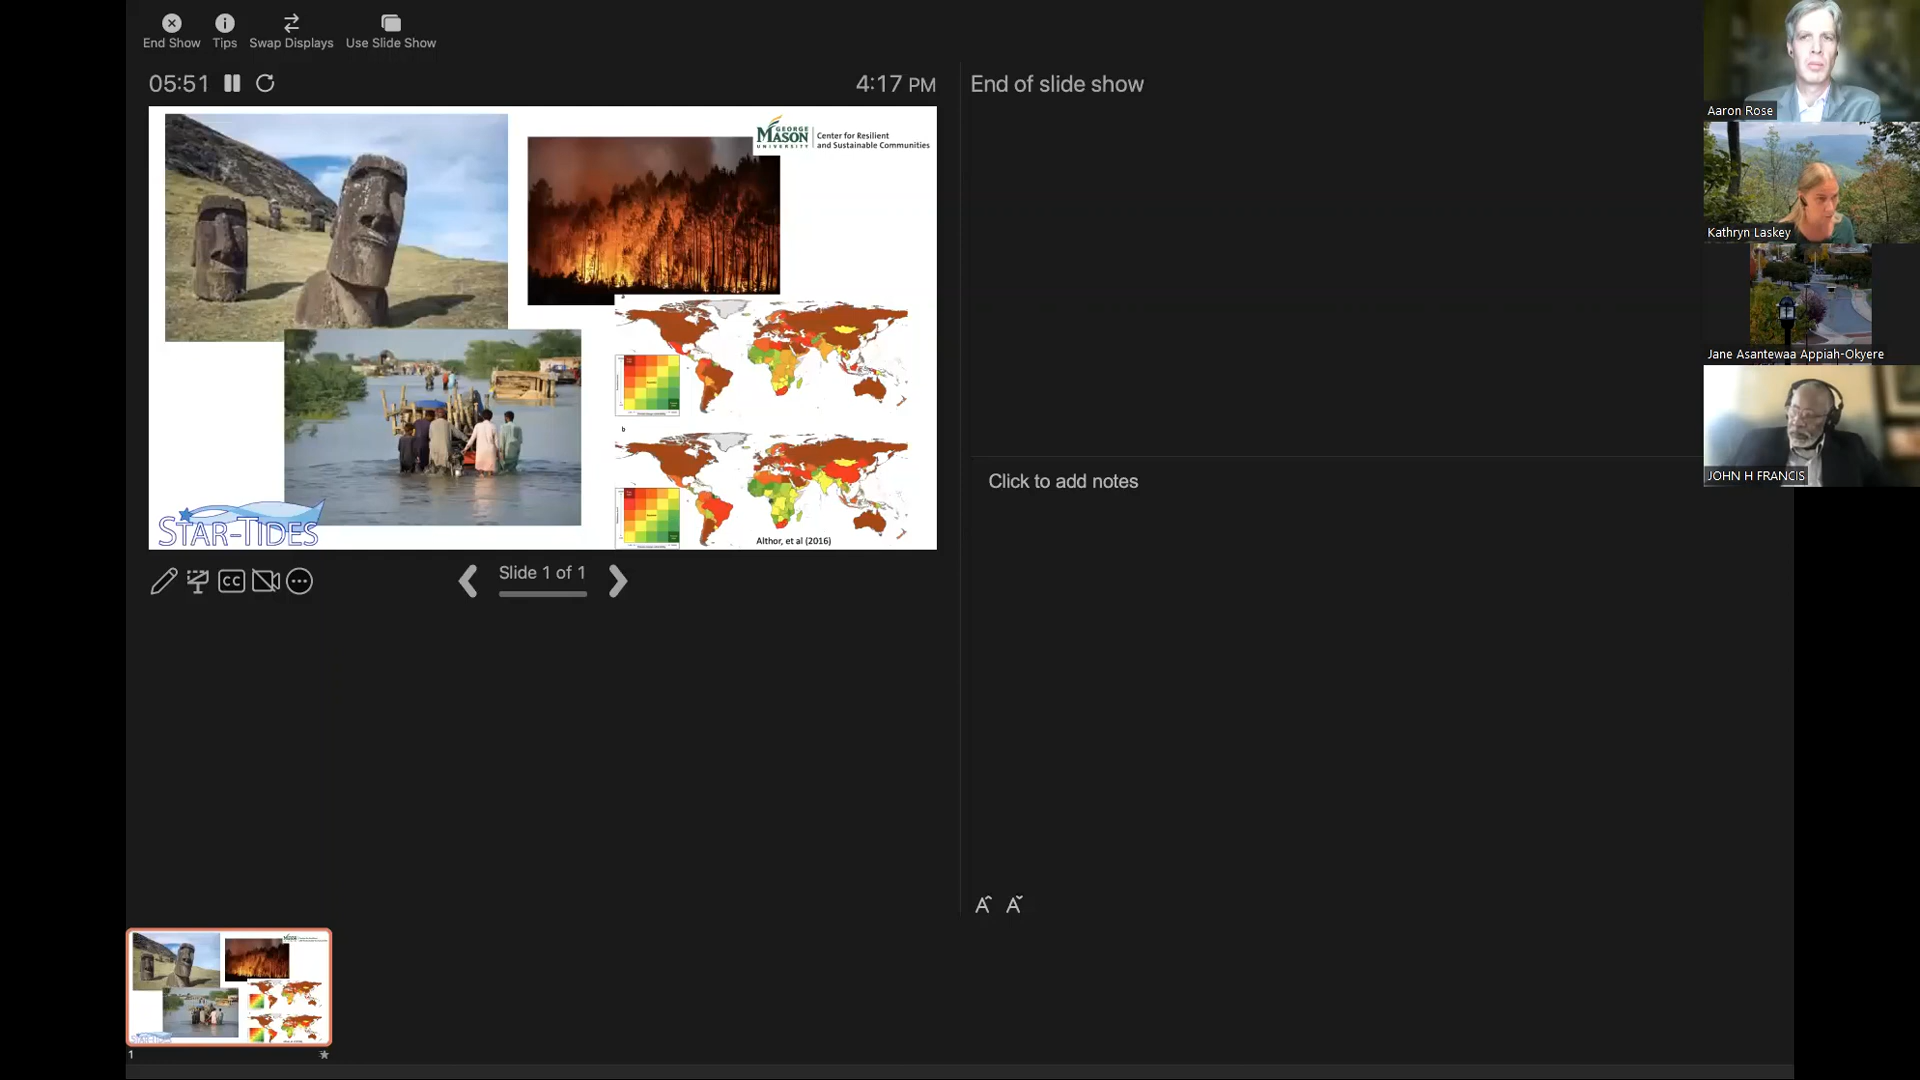 End Show
Tips
Swap Displays
Use Slide Show
05:51
4:17 PM
End of slide show
GEORGE
MASON
UNIVERSITY
Center for Resilient
and Sustainable Communities
a
b
Althor, et al (2016)
STAR-TIDES
CC
Slide 1 of 1
Click to add notes
A
A
1
Aaron Rose
Kathryn Laskey
Jane Asantewaa Appiah-Okyere
JOHN H FRANCIS